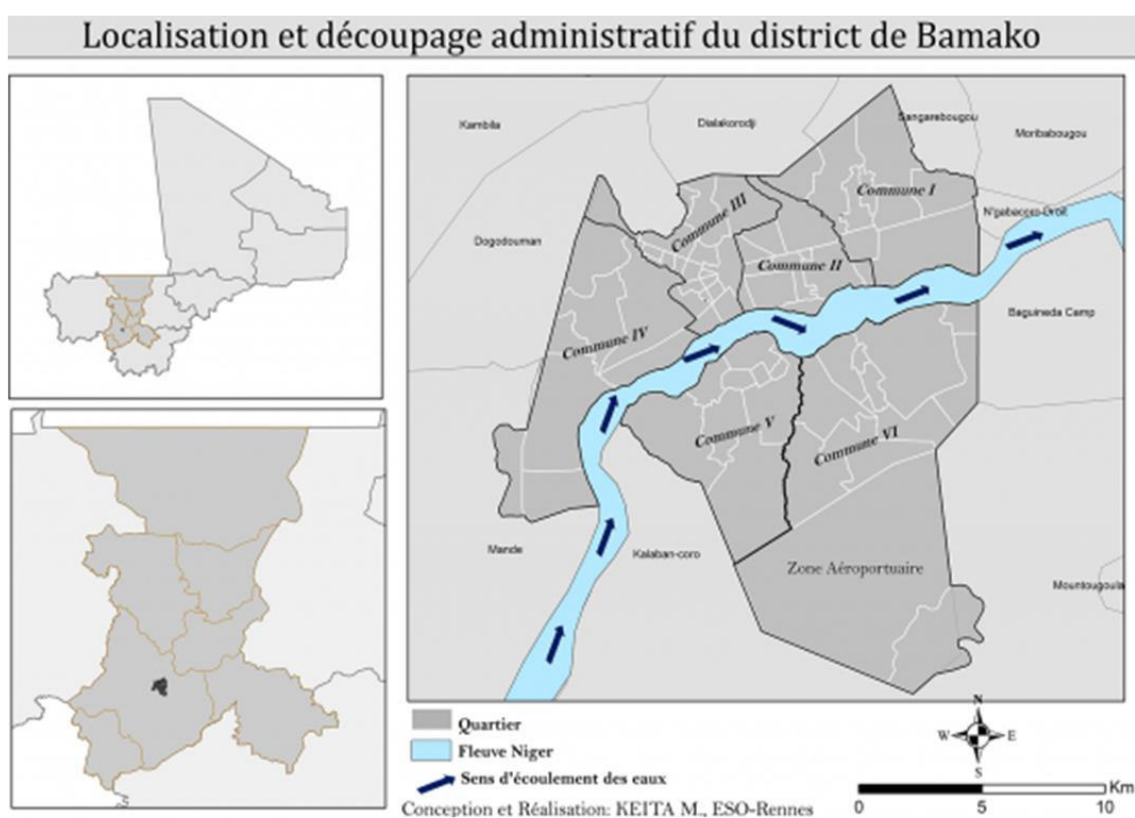 Localisation et découpage administratif du district de Bamako
Kambila
Dialakorodji
Sangarebougou
Moribabougou
Commune I
Commune III
N'gabacoro-Droit
Dogodouman
Commune II
Baguineda Camp
Commune IV
Commune V
Commune VI
Mande
Kalaban-coro
Zone Aéroportuaire
Mountougoula
Quartier
Fleuve Niger
Sens d'écoulement des eaux
Conception et Réalisation: KEITA M., ESO-Rennes
N
W E
S
Km
0 5 10